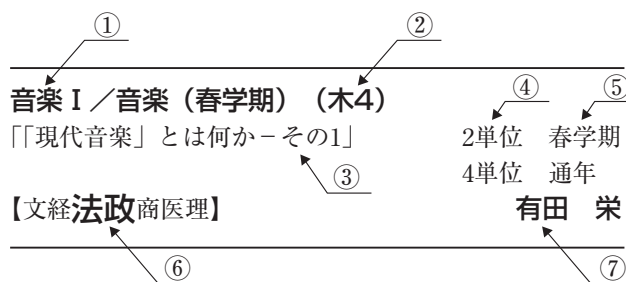 ① ②
音楽Ⅰ／音楽（春学期）（木4） ④ ⑤
「「現代音楽」とは何か－その1」 2単位 春学期
③ 4単位 通年
【文経法政商医理】 有田 栄
⑥ ⑦